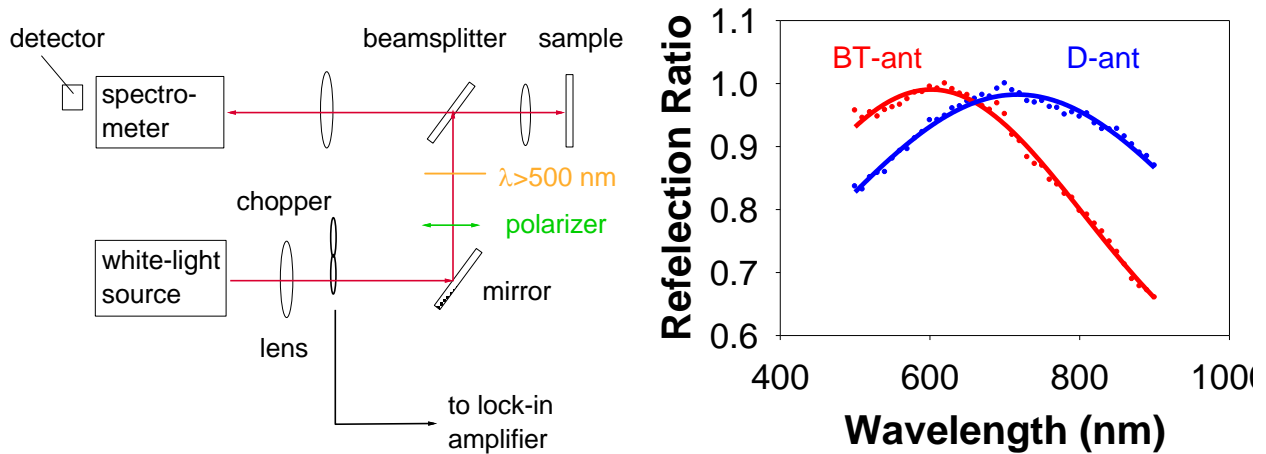 detector
beamsplitter
sample
spectro-
meter
λ>500 nm
chopper
polarizer
white-light
source
mirror
lens
to lock-in
amplifier
Refelection Ratio
1.1
1.0
0.9
0.8
0.7
0.6
BT-ant
D-ant
400
600
800
1000
Wavelength (nm)